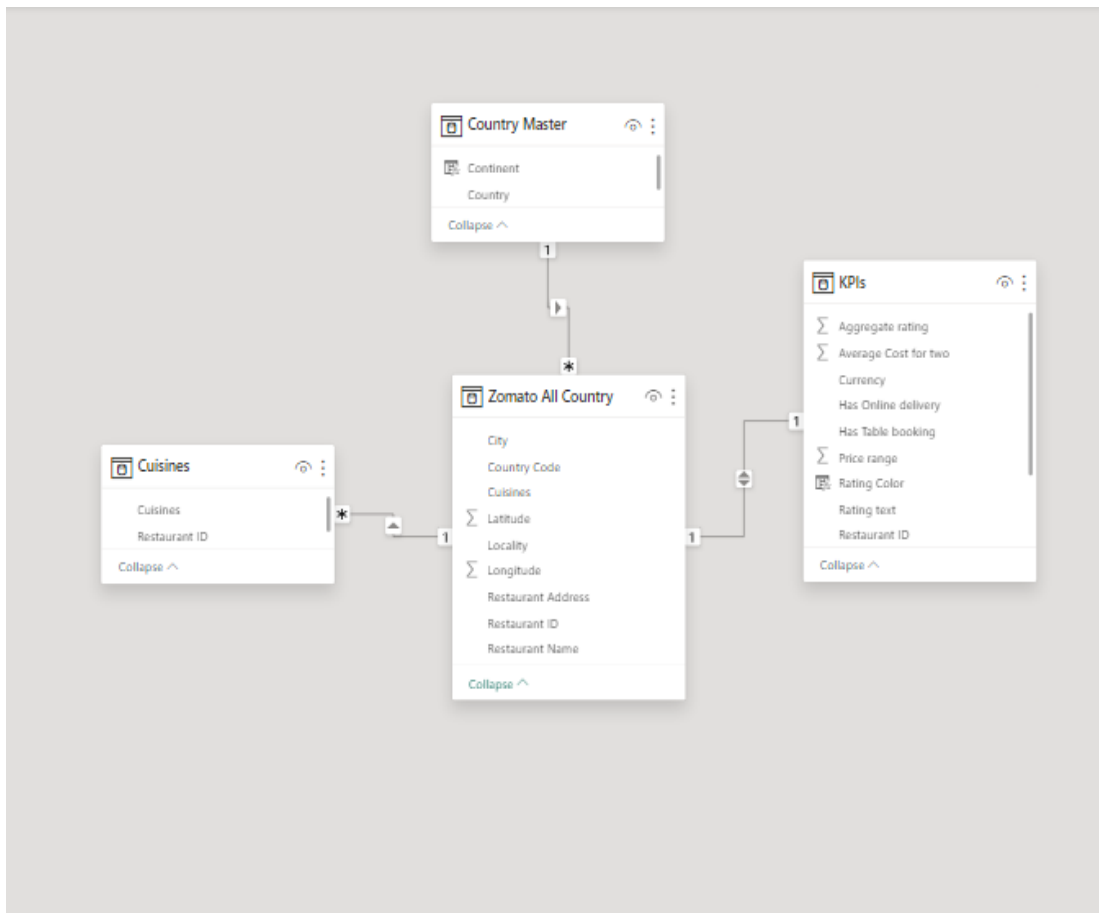 Country Master
Continent
Country
Collapse
1
*
KPIs
Aggregate rating
Average Cost for two
Currency
Has Online delivery
Has Table booking
Price range
Rating Color
Rating text
Restaurant ID
Collapse
1
Zomato All Country
City
Country Code
Cuisines
Latitude
Locality
Longitude
Restaurant Address
Restaurant ID
Restaurant Name
Collapse
1
1
Cuisines
Cuisines
Restaurant ID
Collapse
*